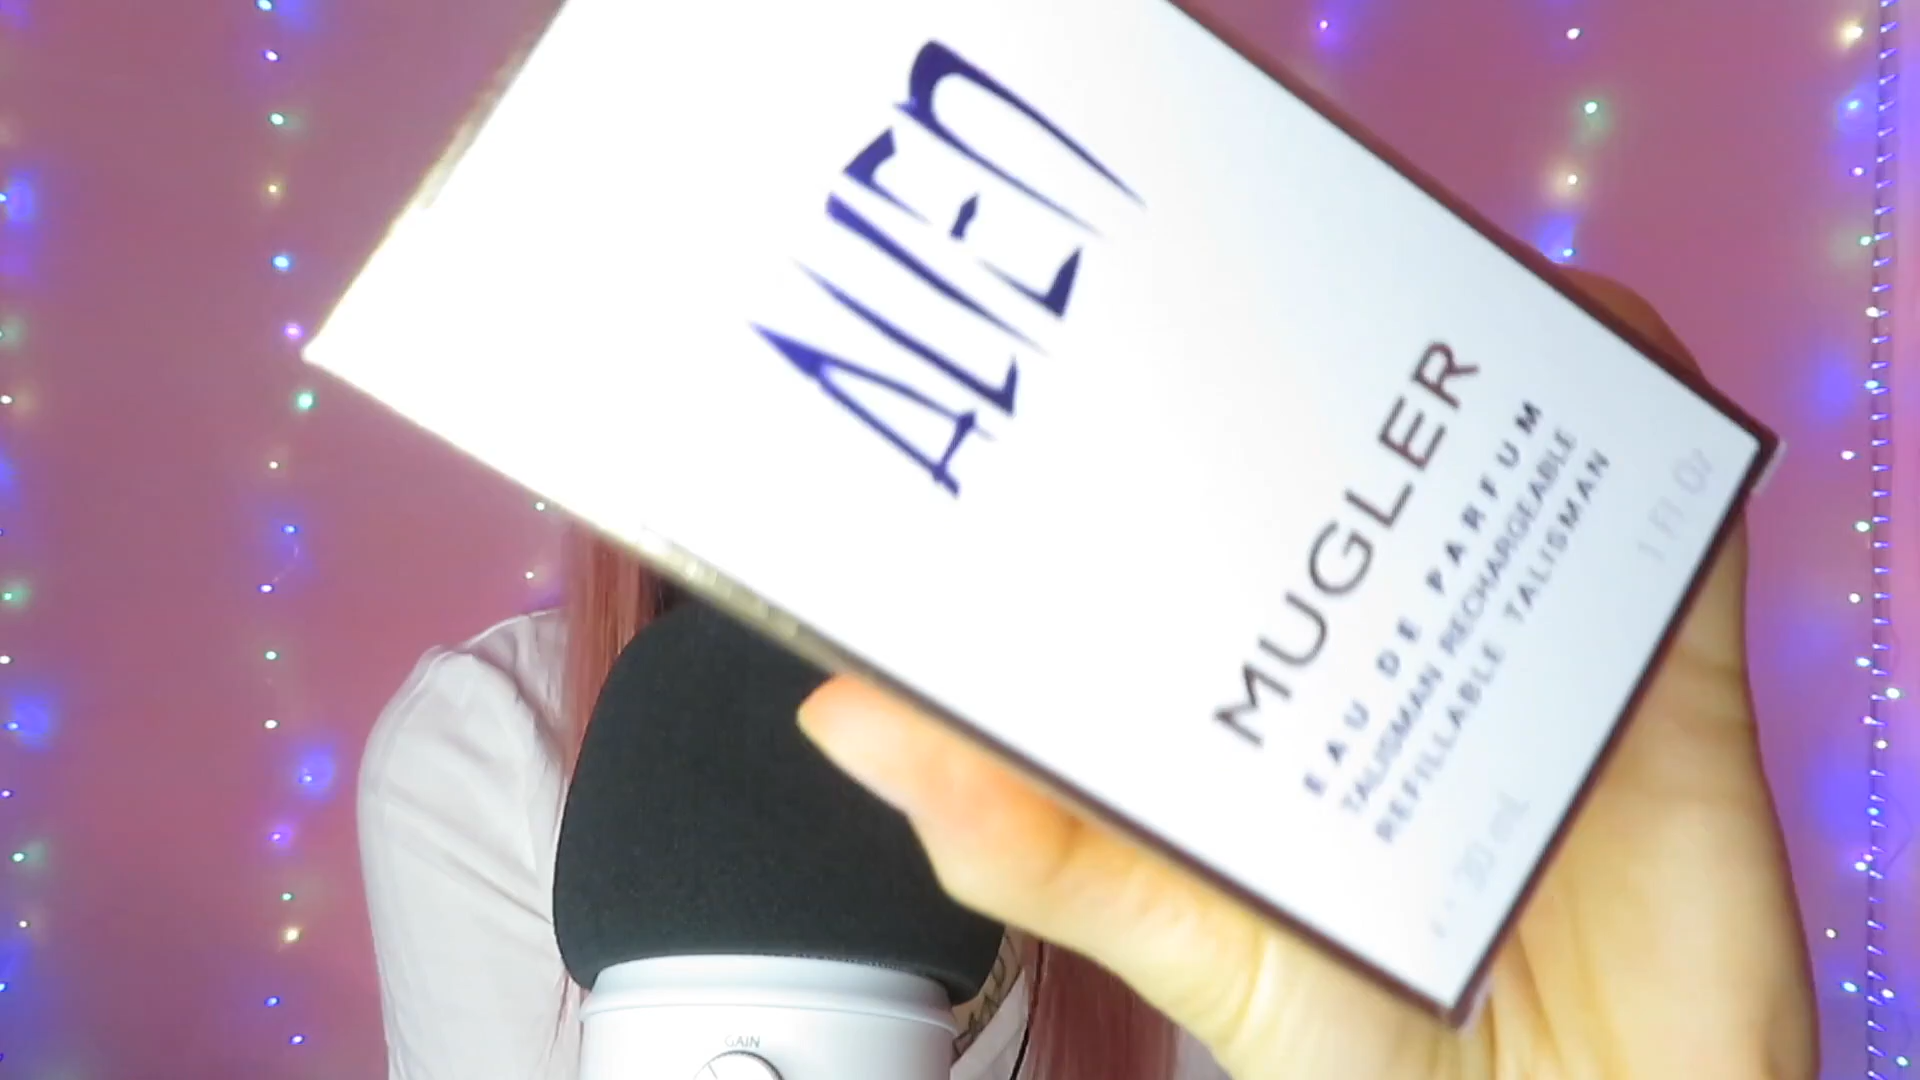 ALIEN
MUGLER
EAU DE PARFUM
TALISMAN RECHARGEABLE
REFILLABLE TALISMAN
30 mL
1 Fl Oz
GAIN